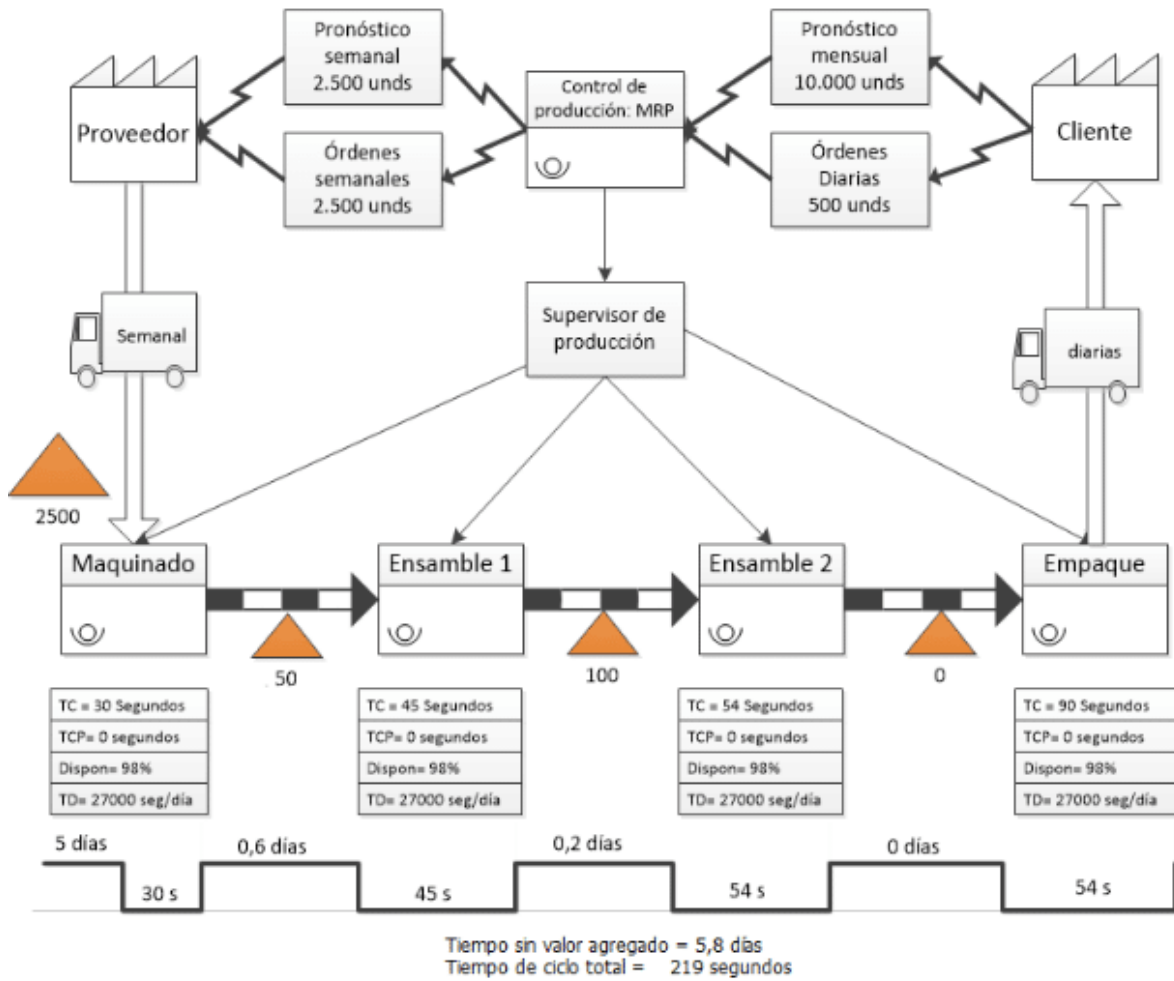 Pronóstico
semanal
2.500 unds
Pronóstico
mensual
10.000 unds
Proveedor
Control de
producción: MRP
Cliente
Órdenes
semanales
2.500 unds
Órdenes
Diarias
500 unds
Semanal
Supervisor de
producción
diarias
2500
Maquinado
Ensamble 1
Ensamble 2
Empaque
50
100
0
TC = 30 Segundos
TCP= 0 segundos
Dispon= 98%
TD= 27000 seg/día
TC = 45 Segundos
TCP= 0 segundos
Dispon= 98%
TD= 27000 seg/día
TC = 54 Segundos
TCP= 0 segundos
Dispon= 98%
TD= 27000 seg/día
TC = 90 Segundos
TCP= 0 segundos
Dispon= 98%
TD= 27000 seg/día
5 días
0,6 días
0,2 días
0 días
30 s
45 s
54 s
54 s
Tiempo sin valor agregado = 5,8 días
Tiempo de ciclo total = 219 segundos